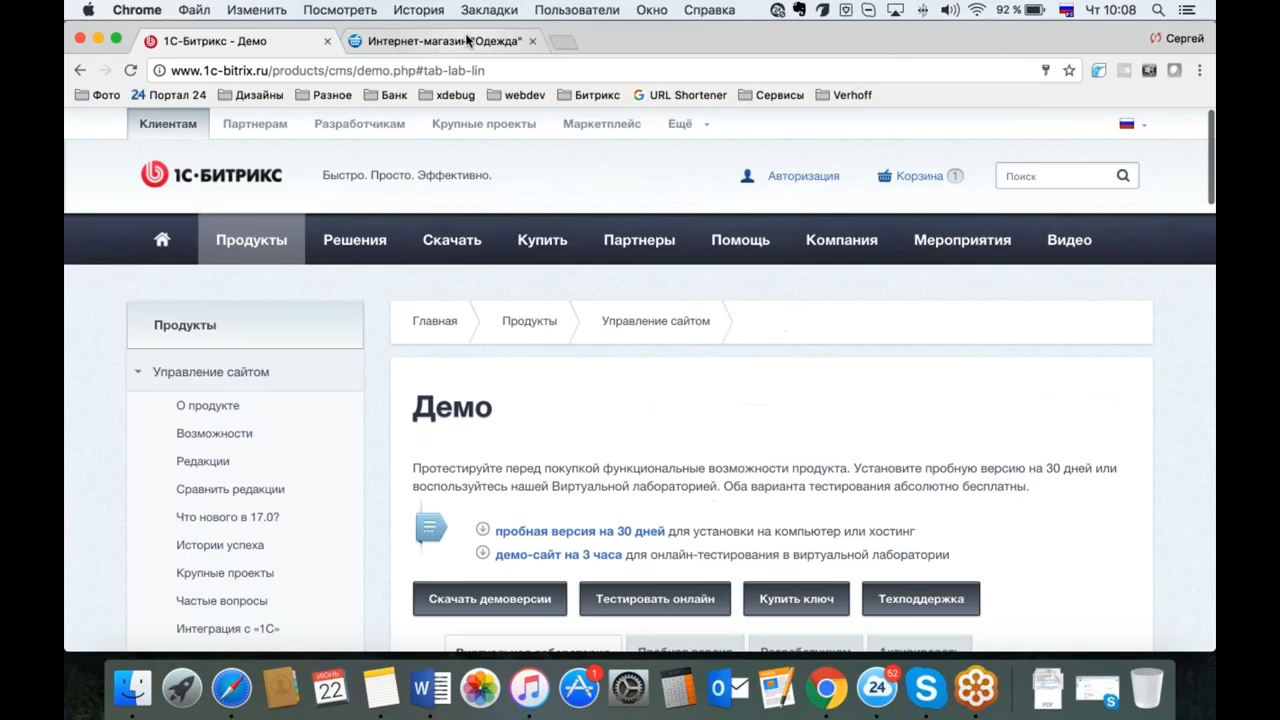 Chrome Файл Изменить Посмотреть История Закладки Пользователи Окно Справка 92 % Чт 10:08
1С-Битрикс - Демо Интернет-магазин "Одежда" Сергей
www.1c-bitrix.ru/products/cms/demo.php#tab-lab-lin
Фото 24 Портал 24 Дизайны Разное Банк xdebug webdev Битрикс URL Shortener Сервисы Verhoff
Клиентам Партнерам Разработчикам Крупные проекты Маркетплейс Ещё
1С·БИТРИКС Быстро. Просто. Эффективно. Авторизация Корзина 1 Поиск
Продукты Решения Скачать Купить Партнеры Помощь Компания Мероприятия Видео
Продукты
Управление сайтом
О продукте
Возможности
Редакции
Сравнить редакции
Что нового в 17.0?
Истории успеха
Крупные проекты
Частые вопросы
Интеграция с «1С»
Главная Продукты Управление сайтом
Демо
Протестируйте перед покупкой функциональные возможности продукта. Установите пробную версию на 30 дней или
воспользуйтесь нашей Виртуальной лабораторией. Оба варианта тестирования абсолютно бесплатны.
пробная версия на 30 дней для установки на компьютер или хостинг
демо-сайт на 3 часа для онлайн-тестирования в виртуальной лаборатории
Скачать демоверсии Тестировать онлайн Купить ключ Техподдержка
ИЮНЬ
22
1
24
52
PDF